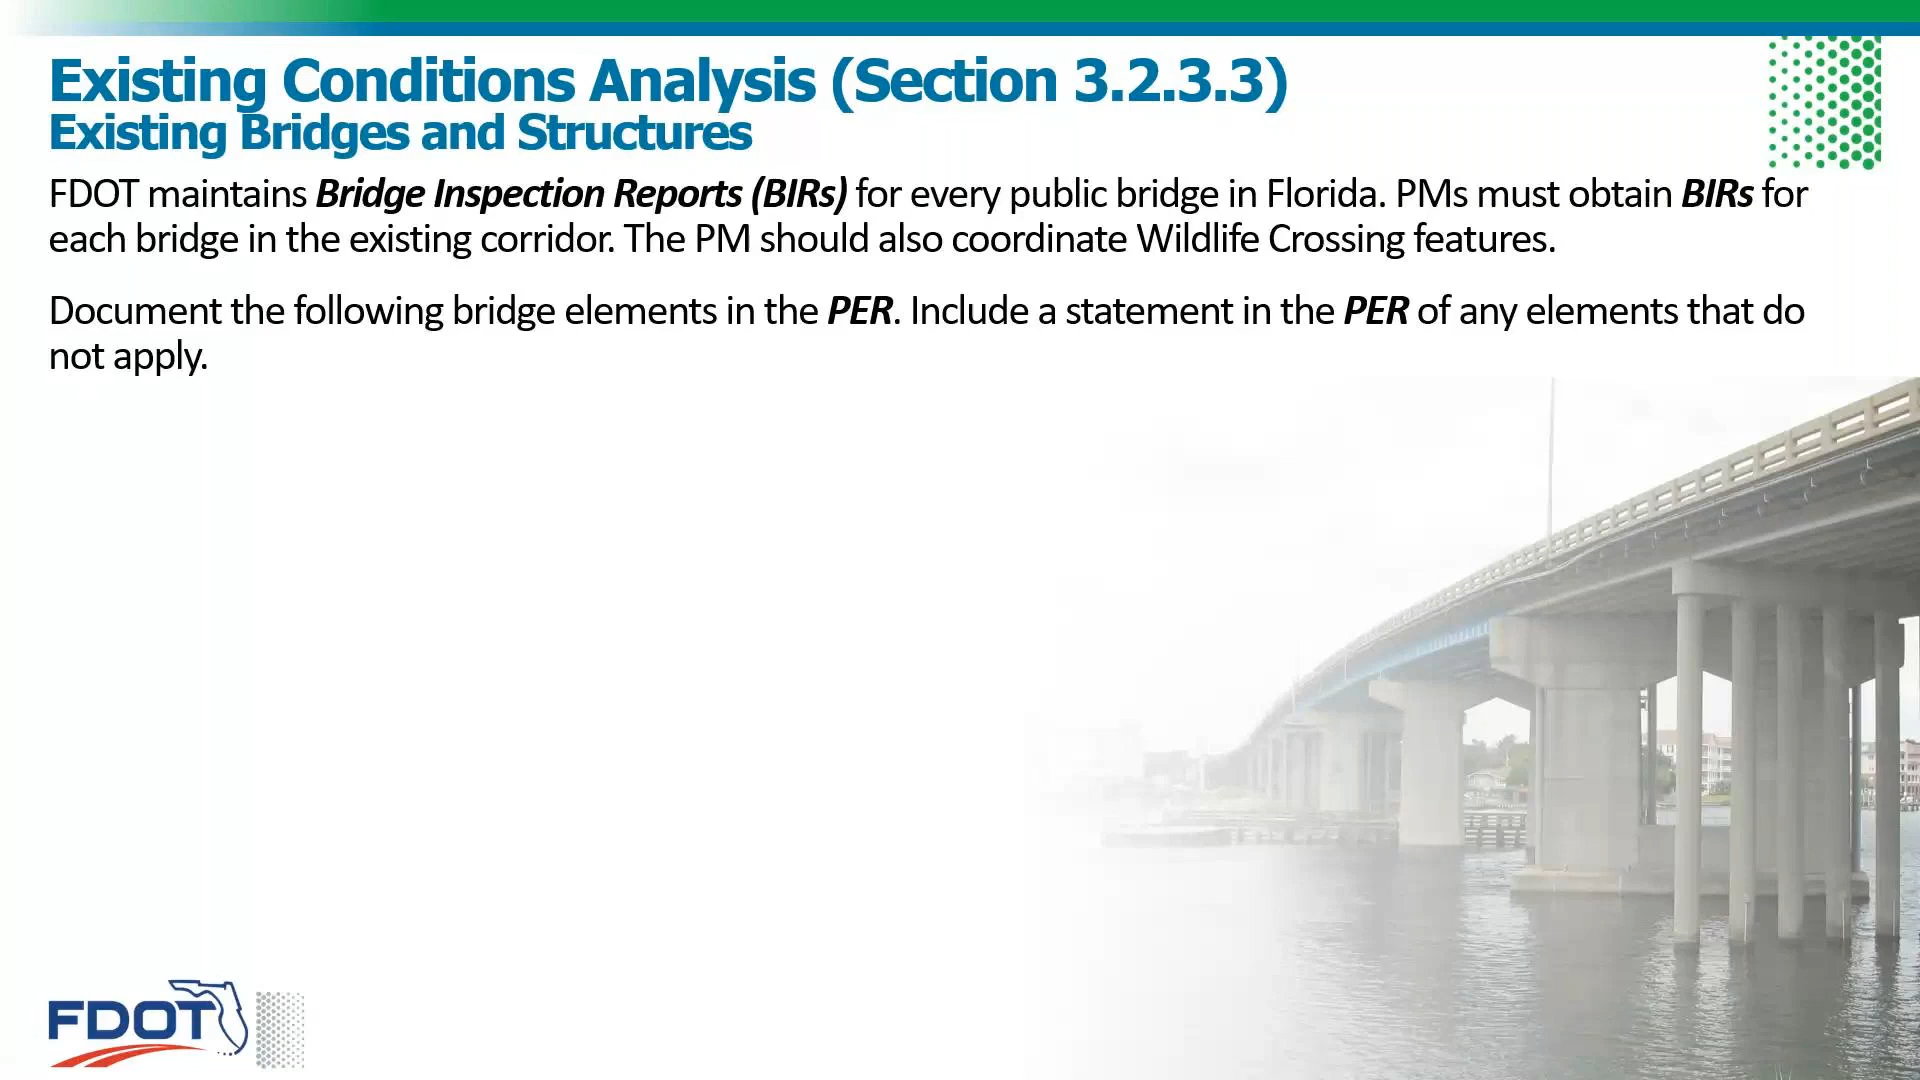 Existing Conditions Analysis (Section 3.2.3.3)
Existing Bridges and Structures
FDOT maintains Bridge Inspection Reports (BIRs) for every public bridge in Florida. PMs must obtain BIRs for
each bridge in the existing corridor. The PM should also coordinate Wildlife Crossing features.
Document the following bridge elements in the PER. Include a statement in the PER of any elements that do
not apply.
FDOT